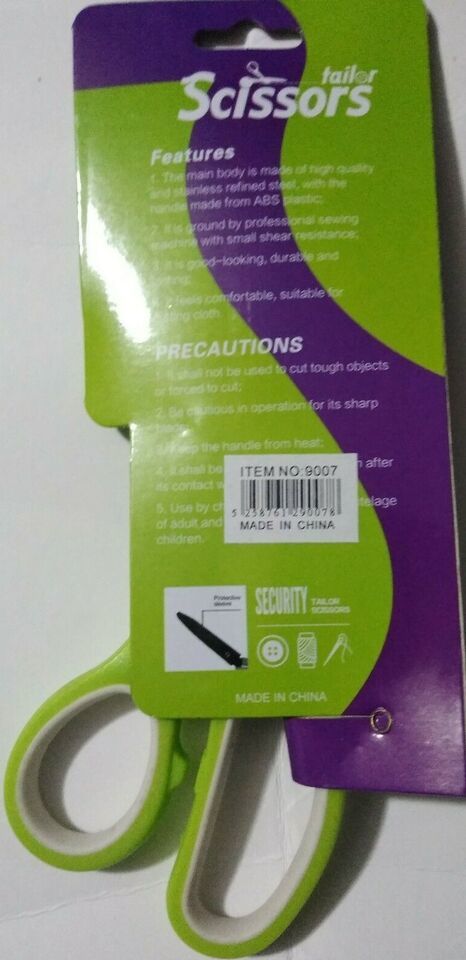 tailor
Scissors
Features
1. The main body is made of high quality
and stainless refined steel, with the
handle made from ABS plastic;
2. It is ground by professional sewing
machine with small shear resistance;
3. It is good-looking, durable and
4. It feels comfortable, suitable for
cutting cloth.
PRECAUTIONS
1. It shall not be used to cut tough objects
or forced to cut;
2. Be cautious in operation for its sharp
3. Keep the handle from heat;
4. It shall be after
its contact w
5. Use by ch telage
of adult and
children.
ITEM NO:9007
5 258761 290078
MADE IN CHINA
Protective
sleeve
SECURITY TAILOR
SCISSORS
MADE IN CHINA